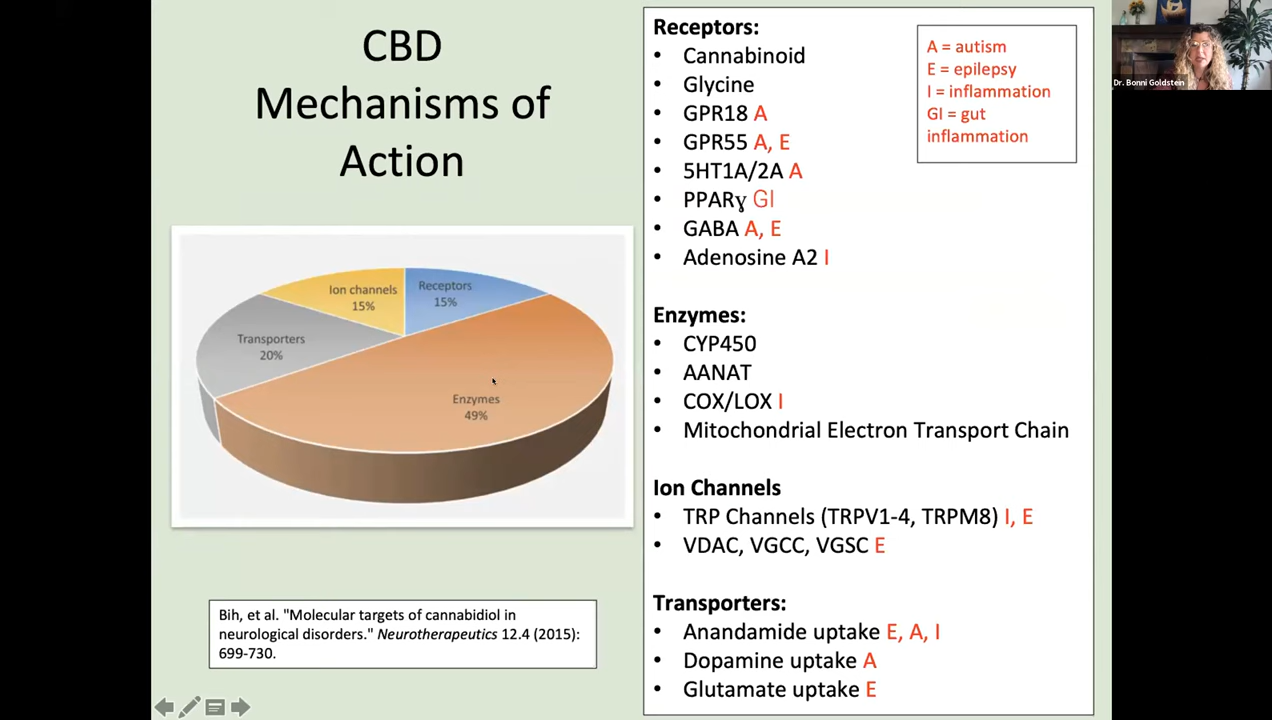 CBD
Mechanisms of
Action
Ion channels
15%
Receptors
15%
Transporters
20%
Enzymes
49%
Bih, et al. "Molecular targets of cannabidiol in
neurological disorders." Neurotherapeutics 12.4 (2015):
699-730.
Receptors:
• Cannabinoid
• Glycine
• GPR18 A
• GPR55 A, E
• 5HT1A/2A A
• PPARɣ GI
• GABA A, E
• Adenosine A2 I
Enzymes:
• CYP450
• AANAT
• COX/LOX I
• Mitochondrial Electron Transport Chain
Ion Channels
• TRP Channels (TRPV1-4, TRPM8) I, E
• VDAC, VGCC, VGSC E
Transporters:
• Anandamide uptake E, A, I
• Dopamine uptake A
• Glutamate uptake E
A = autism
E = epilepsy
I = inflammation
GI = gut
inflammation
Dr. Bonni Goldstein